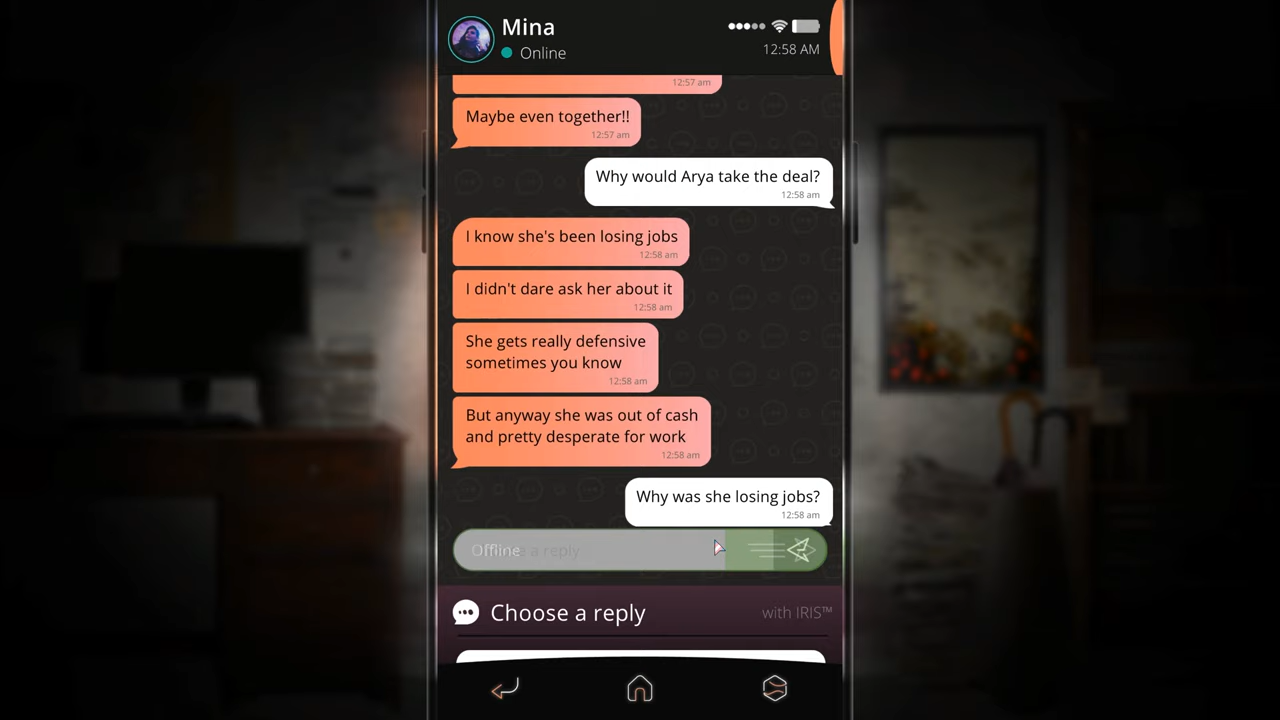 Mina
Online
12:58 AM
12:57 am
Maybe even together!!
12:57 am
Why would Arya take the deal?
12:58 am
I know she's been losing jobs
12:58 am
I didn't dare ask her about it
12:58 am
She gets really defensive
sometimes you know
12:58 am
But anyway she was out of cash
and pretty desperate for work
12:58 am
Why was she losing jobs?
12:58 am
Offline a reply
Choose a reply
with IRIS™